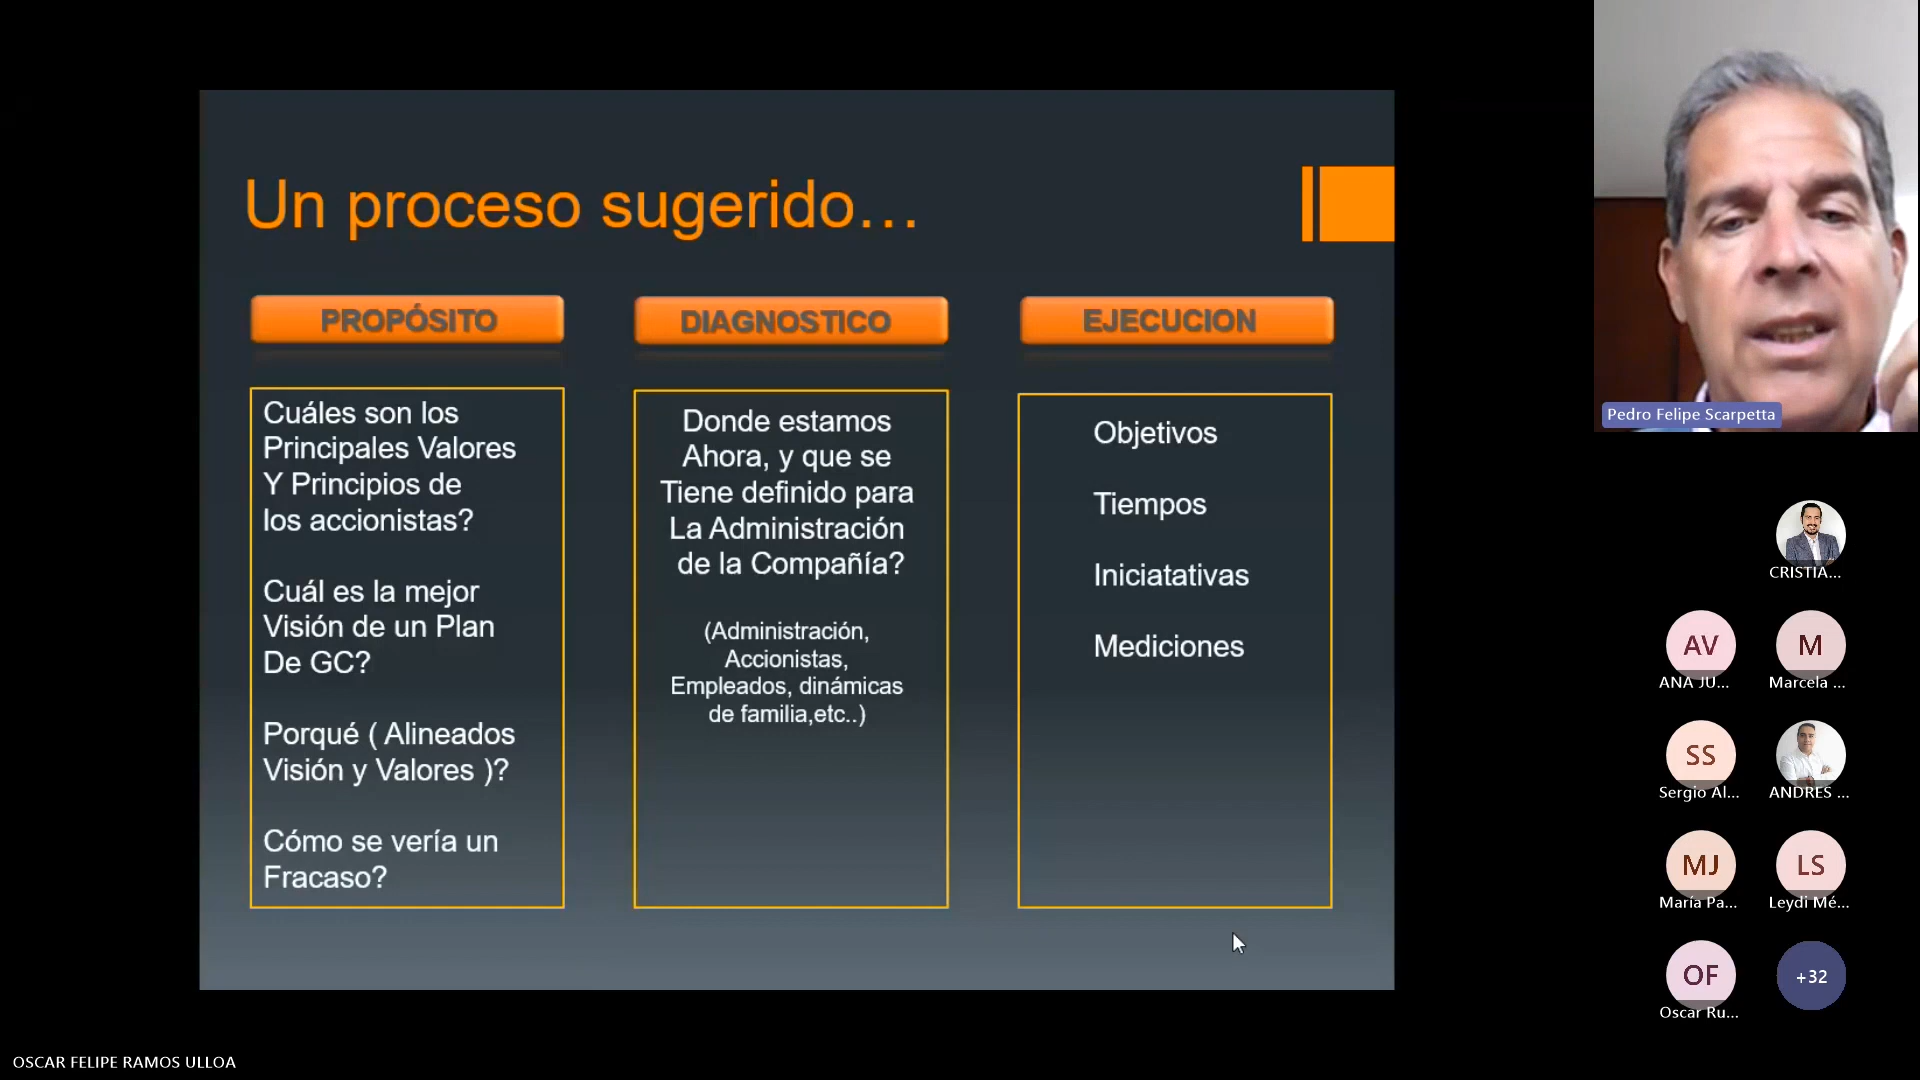 Un proceso sugerido...
PROPÓSITO
Cuáles son los
Principales Valores
Y Principios de
los accionistas?
Cuál es la mejor
Visión de un Plan
De GC?
Porqué ( Alineados
Visión y Valores )?
Cómo se vería un
Fracaso?
DIAGNOSTICO
Donde estamos
Ahora, y que se
Tiene definido para
La Administración
de la Compañía?
(Administración,
Accionistas,
Empleados, dinámicas
de familia,etc..)
EJECUCION
Objetivos
Tiempos
Iniciatativas
Mediciones
Pedro Felipe Scarpetta
CRISTIA...
AV
ANA JU...
M
Marcela ...
SS
Sergio Al...
ANDRES ...
MJ
María Pa...
LS
Leydi Mé...
OF
Oscar Ru...
+32
OSCAR FELIPE RAMOS ULLOA